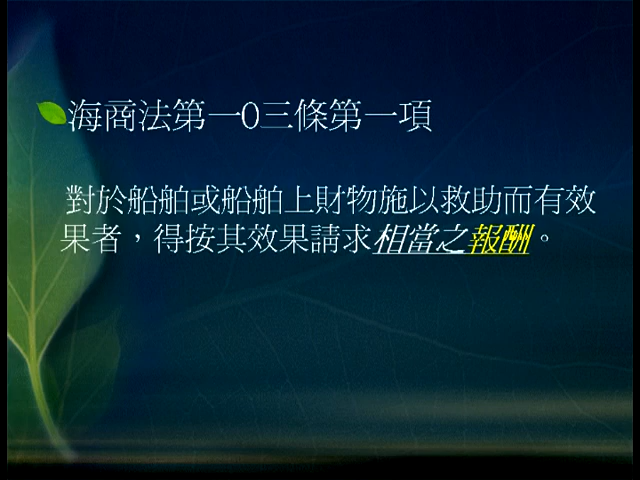 海商法第一0三條第一項
對於船舶或船舶上財物施以救助而有效
果者，得按其效果請求相當之報酬。